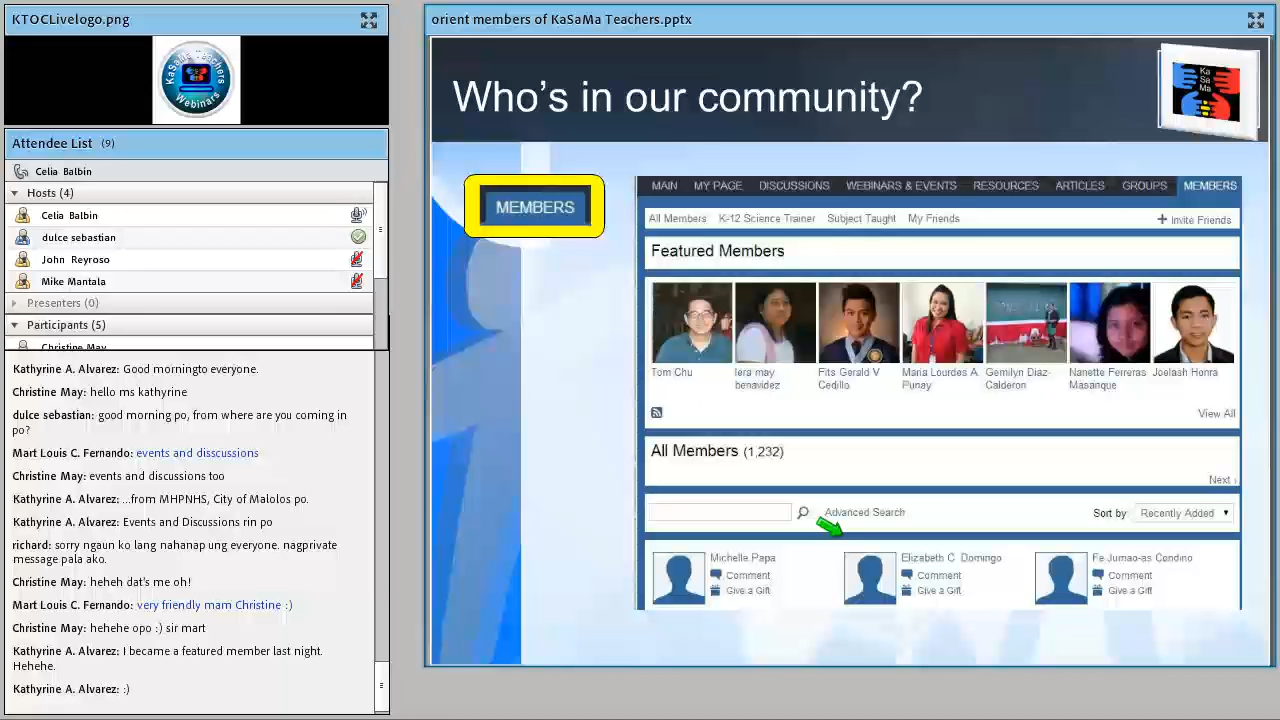 KTOCLivelogo.png
KaSaMa Teachers
Webinars
Attendee List (9)
Celia Balbin
Hosts (4)
Celia Balbin
dulce sebastian
John Reyroso
Mike Mantala
Presenters (0)
Participants (5)
Christine May
Kathyrine A. Alvarez: Good morningto everyone.
Christine May: hello ms kathyrine
dulce sebastian: good morning po, from where are you coming in
po?
Mart Louis C. Fernando: events and disscussions
Christine May: events and discussions too
Kathyrine A. Alvarez: ...from MHPNHS, City of Malolos po.
Kathyrine A. Alvarez: Events and Discussions rin po
richard: sorry ngaun ko lang nahanap ung everyone. nagprivate
message pala ako.
Christine May: heheh dat's me oh!
Mart Louis C. Fernando: very friendly mam Christine :)
Christine May: hehehe opo :) sir mart
Kathyrine A. Alvarez: I became a featured member last night.
Hehehe.
Kathyrine A. Alvarez: :)
orient members of KaSaMa Teachers.pptx
Who's in our community?
Ka
Sa
Ma
MEMBERS
MAIN MY PAGE DISCUSSIONS WEBINARS & EVENTS RESOURCES ARTICLES GROUPS MEMBERS
All Members K-12 Science Trainer Subject Taught My Friends + Invite Friends
Featured Members
Tom Chu
lera may
benavidez
Fits Gerald V
Cedillo
Maria Lourdes A.
Punay
Gemilyn Diaz-
Calderon
Nanette Ferreras
Masanque
Joelash Honra
View All
All Members (1,232)
Next ›
Advanced Search Sort by: Recently Added
Michelle Papa
Comment
Give a Gift
Elizabeth C Domingo
Comment
Give a Gift
Fe Jumao-as Condino
Comment
Give a Gift